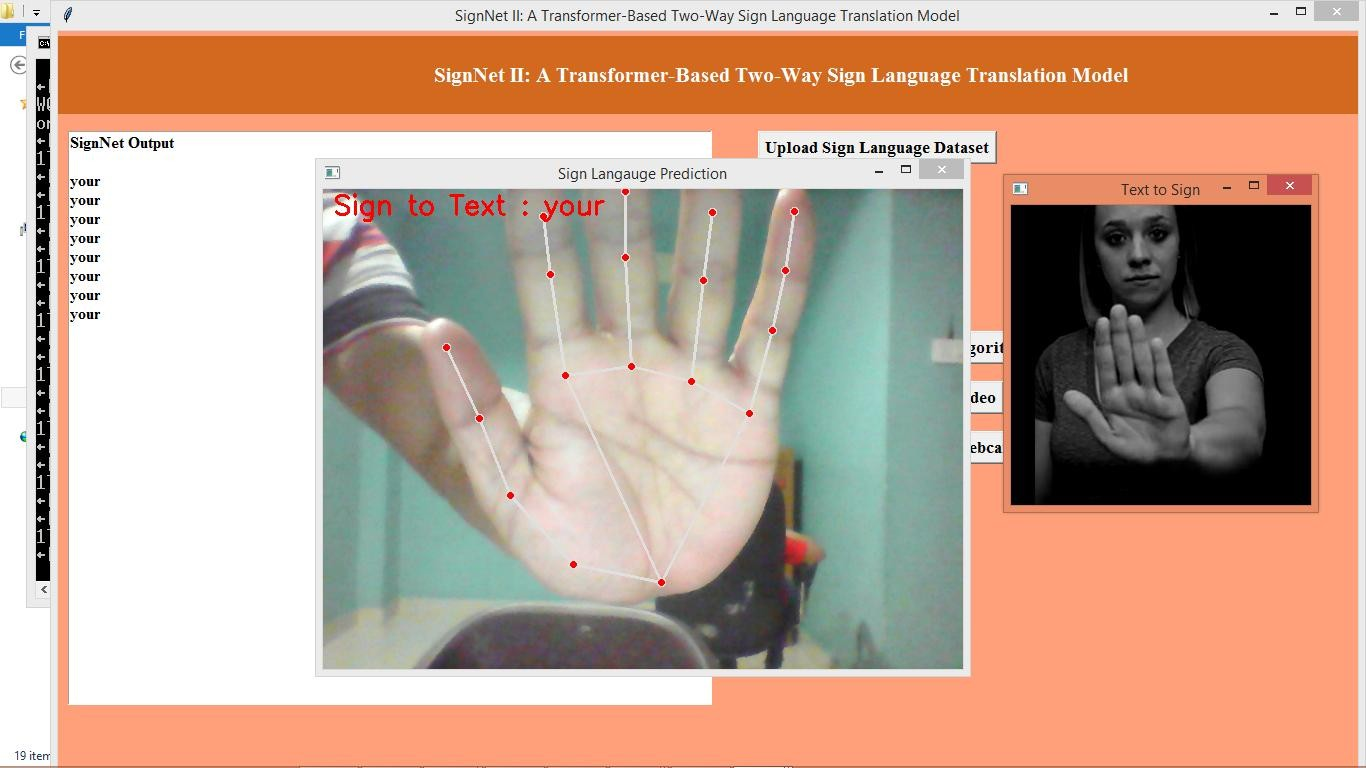 SignNet II: A Transformer-Based Two-Way Sign Language Translation Model
SignNet II: A Transformer-Based Two-Way Sign Language Translation Model
SignNet Output
your
your
your
your
your
your
your
your
Upload Sign Language Dataset
Sign Langauge Prediction
Sign to Text : your
Text to Sign
gorit
deo
ebca
19 item